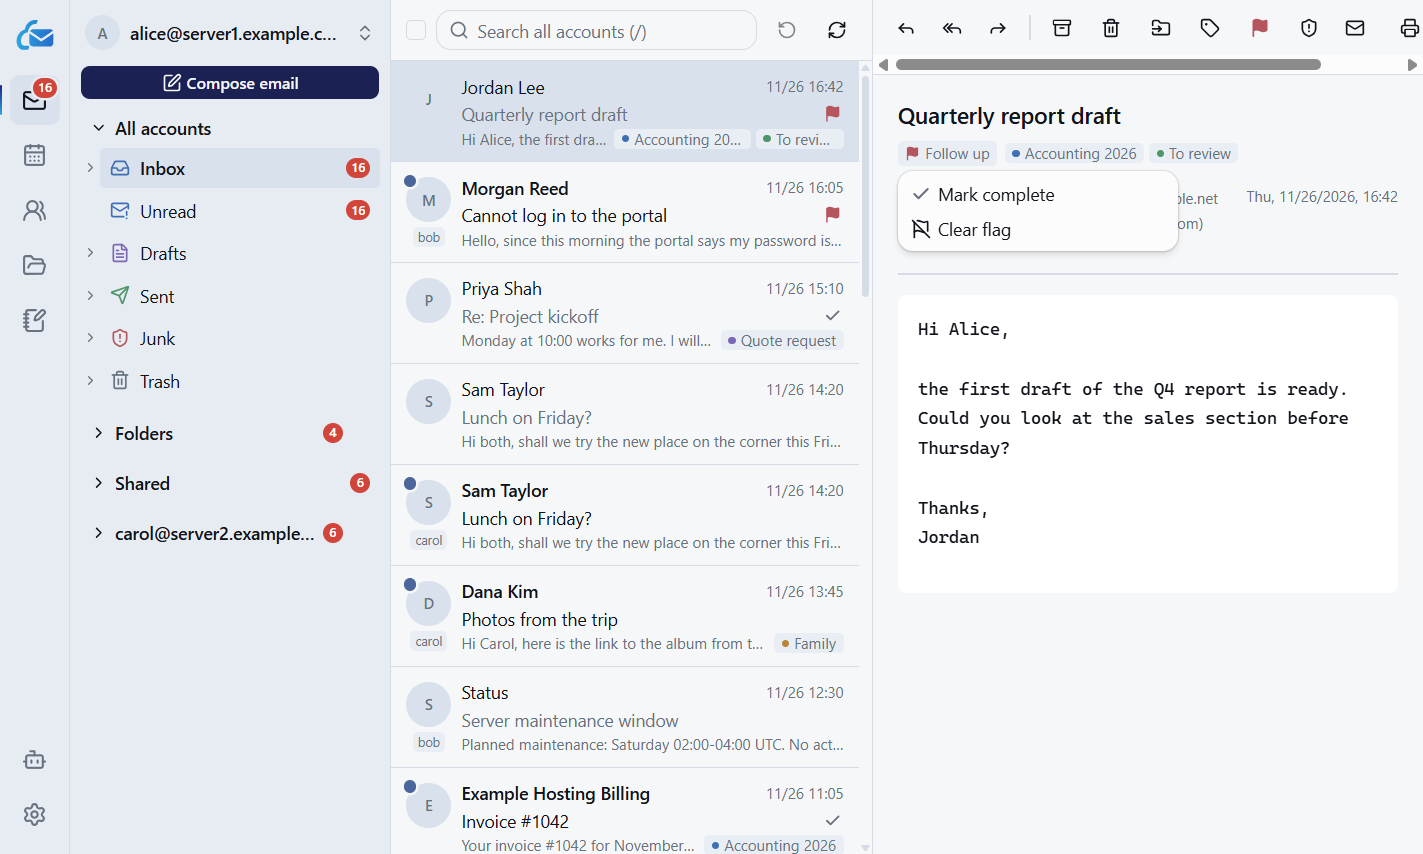 16
A
alice@server1.example.c...
Compose email
All accounts
Inbox
16
Unread
16
Drafts
Sent
Junk
Trash
Folders
4
Shared
6
carol@server2.example...
6
Search all accounts (/)
J
Jordan Lee
11/26 16:42
Quarterly report draft
Hi Alice, the first dra...
Accounting 20...
To revi...
M
bob
Morgan Reed
11/26 16:05
Cannot log in to the portal
Hello, since this morning the portal says my password is...
P
Priya Shah
11/26 15:10
Re: Project kickoff
Monday at 10:00 works for me. I will...
Quote request
S
Sam Taylor
11/26 14:20
Lunch on Friday?
Hi both, shall we try the new place on the corner this Fri...
S
carol
Sam Taylor
11/26 14:20
Lunch on Friday?
Hi both, shall we try the new place on the corner this Fri...
D
carol
Dana Kim
11/26 13:45
Photos from the trip
Hi Carol, here is the link to the album from t...
Family
S
bob
Status
11/26 12:30
Server maintenance window
Planned maintenance: Saturday 02:00-04:00 UTC. No act...
E
Example Hosting Billing
11/26 11:05
Invoice #1042
Your invoice #1042 for November...
Accounting 2026
Quarterly report draft
Follow up
Accounting 2026
To review
Mark complete
Clear flag
ple.net
Thu, 11/26/2026, 16:42
om)
Hi Alice,
the first draft of the Q4 report is ready.
Could you look at the sales section before
Thursday?
Thanks,
Jordan